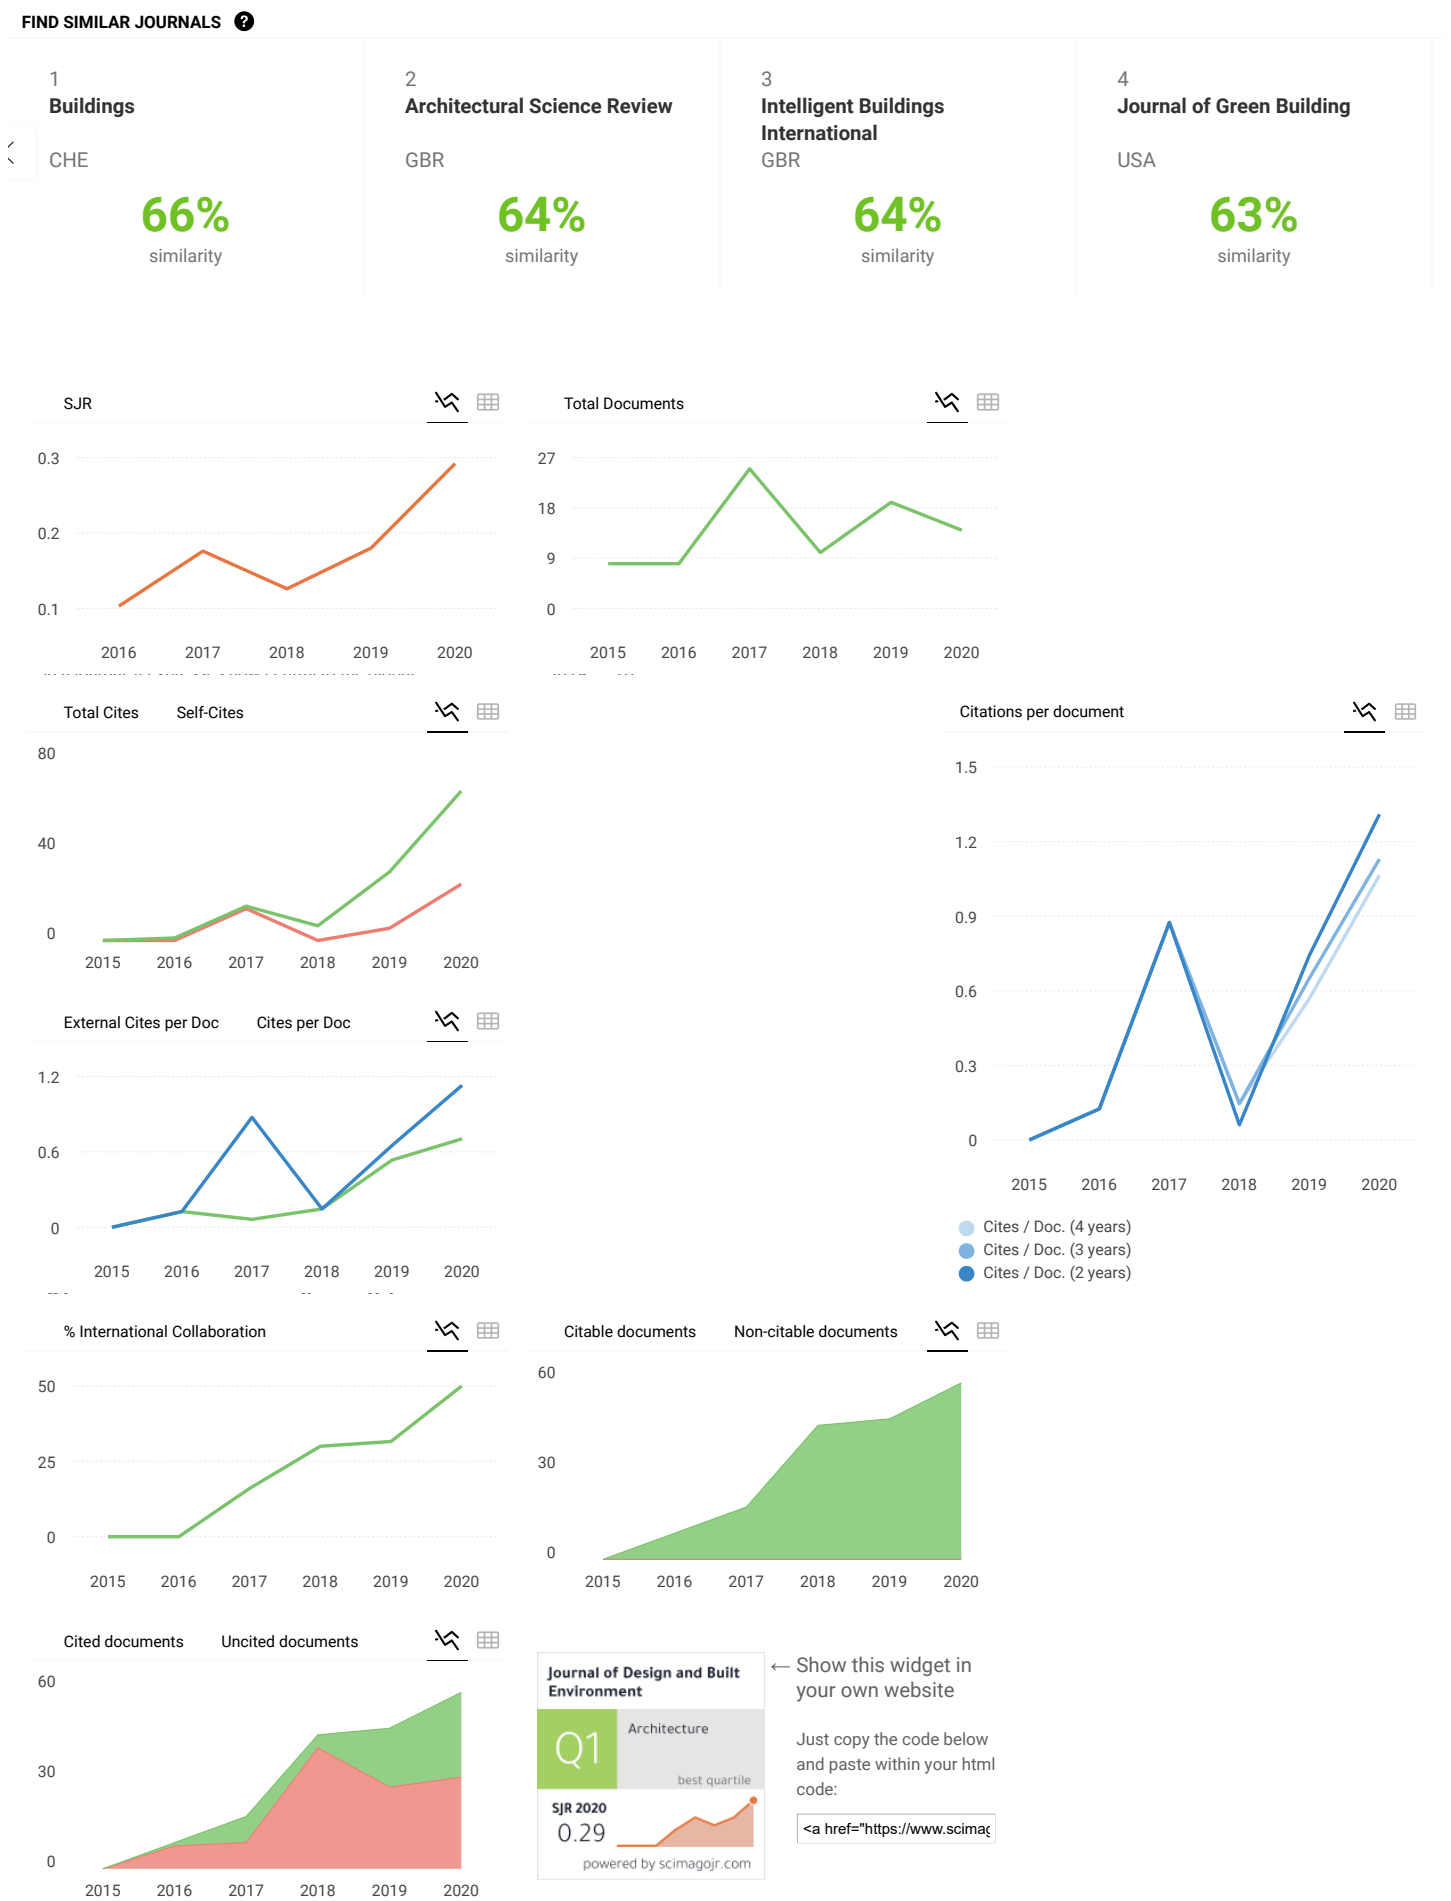 FIND SIMILAR JOURNALS ?
1
Buildings
CHE
66%
similarity
2
Architectural Science Review
GBR
64%
similarity
3
Intelligent Buildings
International
GBR
64%
similarity
4
Journal of Green Building
USA
63%
similarity
SJR
0.3
0.2
0.1
2016 2017 2018 2019 2020
Total Documents
27
18
9
0
2015 2016 2017 2018 2019 2020
Total Cites Self-Cites
80
40
0
2015 2016 2017 2018 2019 2020
Citations per document
1.5
1.2
0.9
0.6
0.3
0
2015 2016 2017 2018 2019 2020
Cites / Doc. (4 years)
Cites / Doc. (3 years)
Cites / Doc. (2 years)
External Cites per Doc Cites per Doc
1.2
0.6
0
2015 2016 2017 2018 2019 2020
% International Collaboration
50
25
0
2015 2016 2017 2018 2019 2020
Citable documents Non-citable documents
60
30
0
2015 2016 2017 2018 2019 2020
Cited documents Uncited documents
60
30
0
2015 2016 2017 2018 2019 2020
Journal of Design and Built
Environment
Q1
Architecture
best quartile
SJR 2020
0.29
powered by scimagojr.com
← Show this widget in
your own website
Just copy the code below
and paste within your html
code:
<a href="https://www.scimag